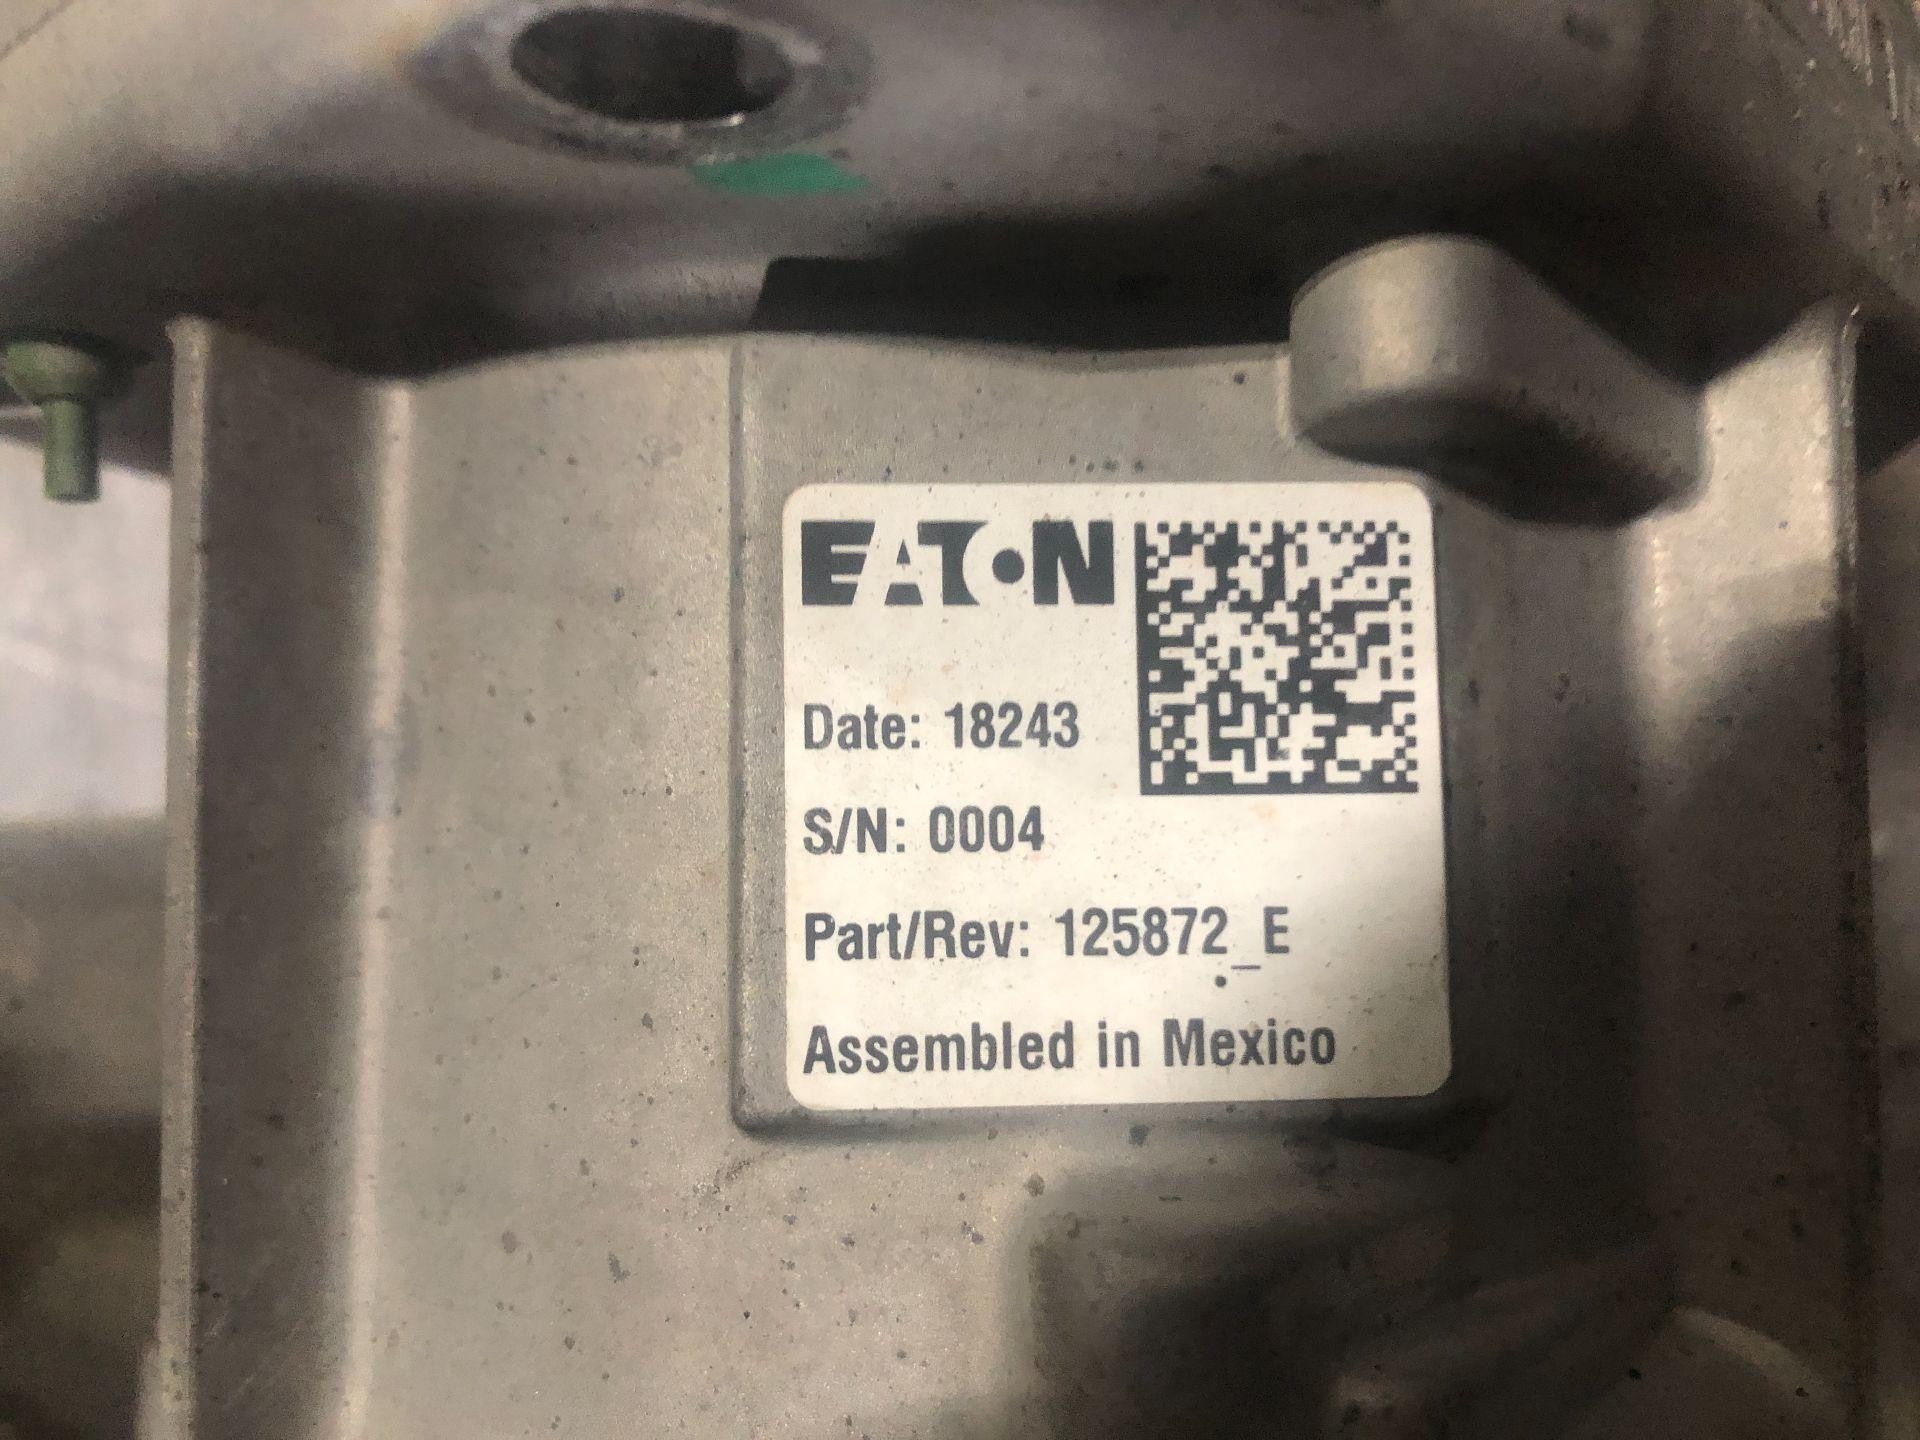 EATON
Date: 18243
S/N: 0004
Part/Rev: 125872_E
Assembled in Mexico